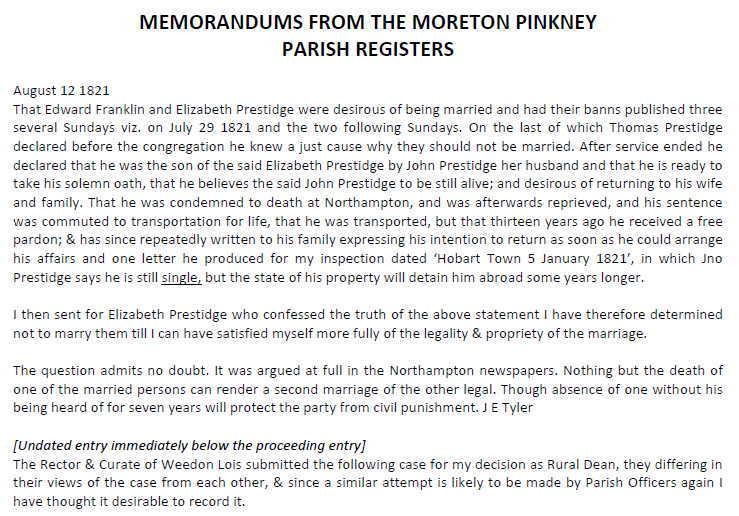 MEMORANDUMS FROM THE MORETON PINKNEY
PARISH REGISTERS
August 12 1821
That Edward Franklin and Elizabeth Prestidge were desirous of being married and had their banns published three
several Sundays viz. on July 29 1821 and the two following Sundays. On the last of which Thomas Prestidge
declared before the congregation he knew a just cause why they should not be married. After service ended he
declared that he was the son of the said Elizabeth Prestidge by John Prestidge her husband and that he is ready to
take his solemn oath, that he believes the said John Prestidge to be still alive; and desirous of returning to his wife
and family. That he was condemned to death at Northampton, and was afterwards reprieved, and his sentence
was commuted to transportation for life, that he was transported, but that thirteen years ago he received a free
pardon; & has since repeatedly written to his family expressing his intention to return as soon as he could arrange
his affairs and one letter he produced for my inspection dated ‘Hobart Town 5 January 1821’, in which Jno
Prestidge says he is still single, but the state of his property will detain him abroad some years longer.
I then sent for Elizabeth Prestidge who confessed the truth of the above statement I have therefore determined
not to marry them till I can have satisfied myself more fully of the legality & propriety of the marriage.
The question admits no doubt. It was argued at full in the Northampton newspapers. Nothing but the death of
one of the married persons can render a second marriage of the other legal. Though absence of one without his
being heard of for seven years will protect the party from civil punishment. J E Tyler
[Undated entry immediately below the proceeding entry]
The Rector & Curate of Weedon Lois submitted the following case for my decision as Rural Dean, they differing in
their views of the case from each other, & since a similar attempt is likely to be made by Parish Officers again I
have thought it desirable to record it.